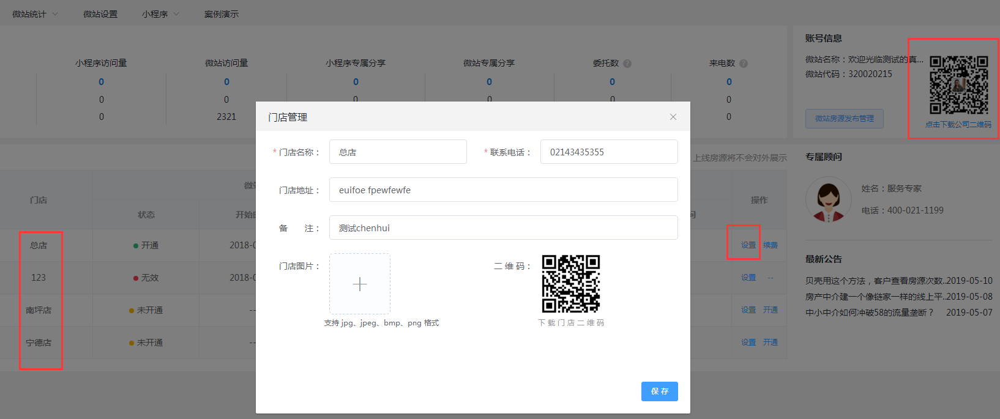 微站统计
微站设置
小程序
案例演示
小程序访问量
微站访问量
小程序专属分享
微站专属分享
委托数 ?
来电数 ?
0
0
0
0
0
0
0
0
0
0
0
0
0
2321
0
账号信息
微站名称：欢迎光临测试的真...
微站代码：320020215
微站房源发布管理
点击下载公司二维码
门店管理
* 门店名称：
总店
* 联系电话：
02143435355
门店地址：
euifoe fpewfewfe
备 注：
测试chenhui
门店图片：
支持 jpg、jpeg、bmp、png 格式
二 维 码：
下载门店二维码
保存
上线房源将不会对外展示
门店
状态
操作
总店
开通
2018-0
设置
续费
123
无效
2018-0
设置
--
南坪店
未开通
--
设置
开通
宁德店
未开通
--
设置
开通
专属顾问
姓名：服务专家
电话：400-021-1199
最新公告
贝壳用这个方法，客户查看房源次数..2019-05-10
房产中介建一个像链家一样的线上平..2019-05-08
中小中介如何冲破58的流量垄断？ 2019-05-07